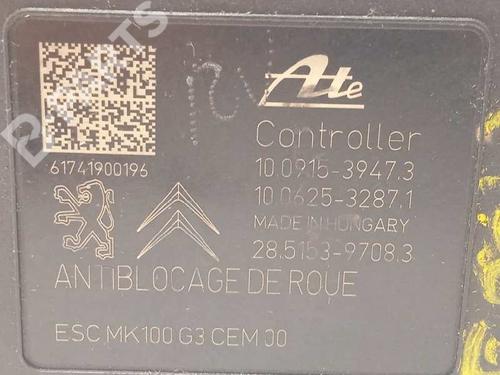 Ate
Controller
61741900196
10.0915-3947.3
10.0625-3287.1
MADE IN HUNGARY
28.5153-9708.3
ANTIBLOCAGE DE ROUE
ESC MK100 G3 CEM 00